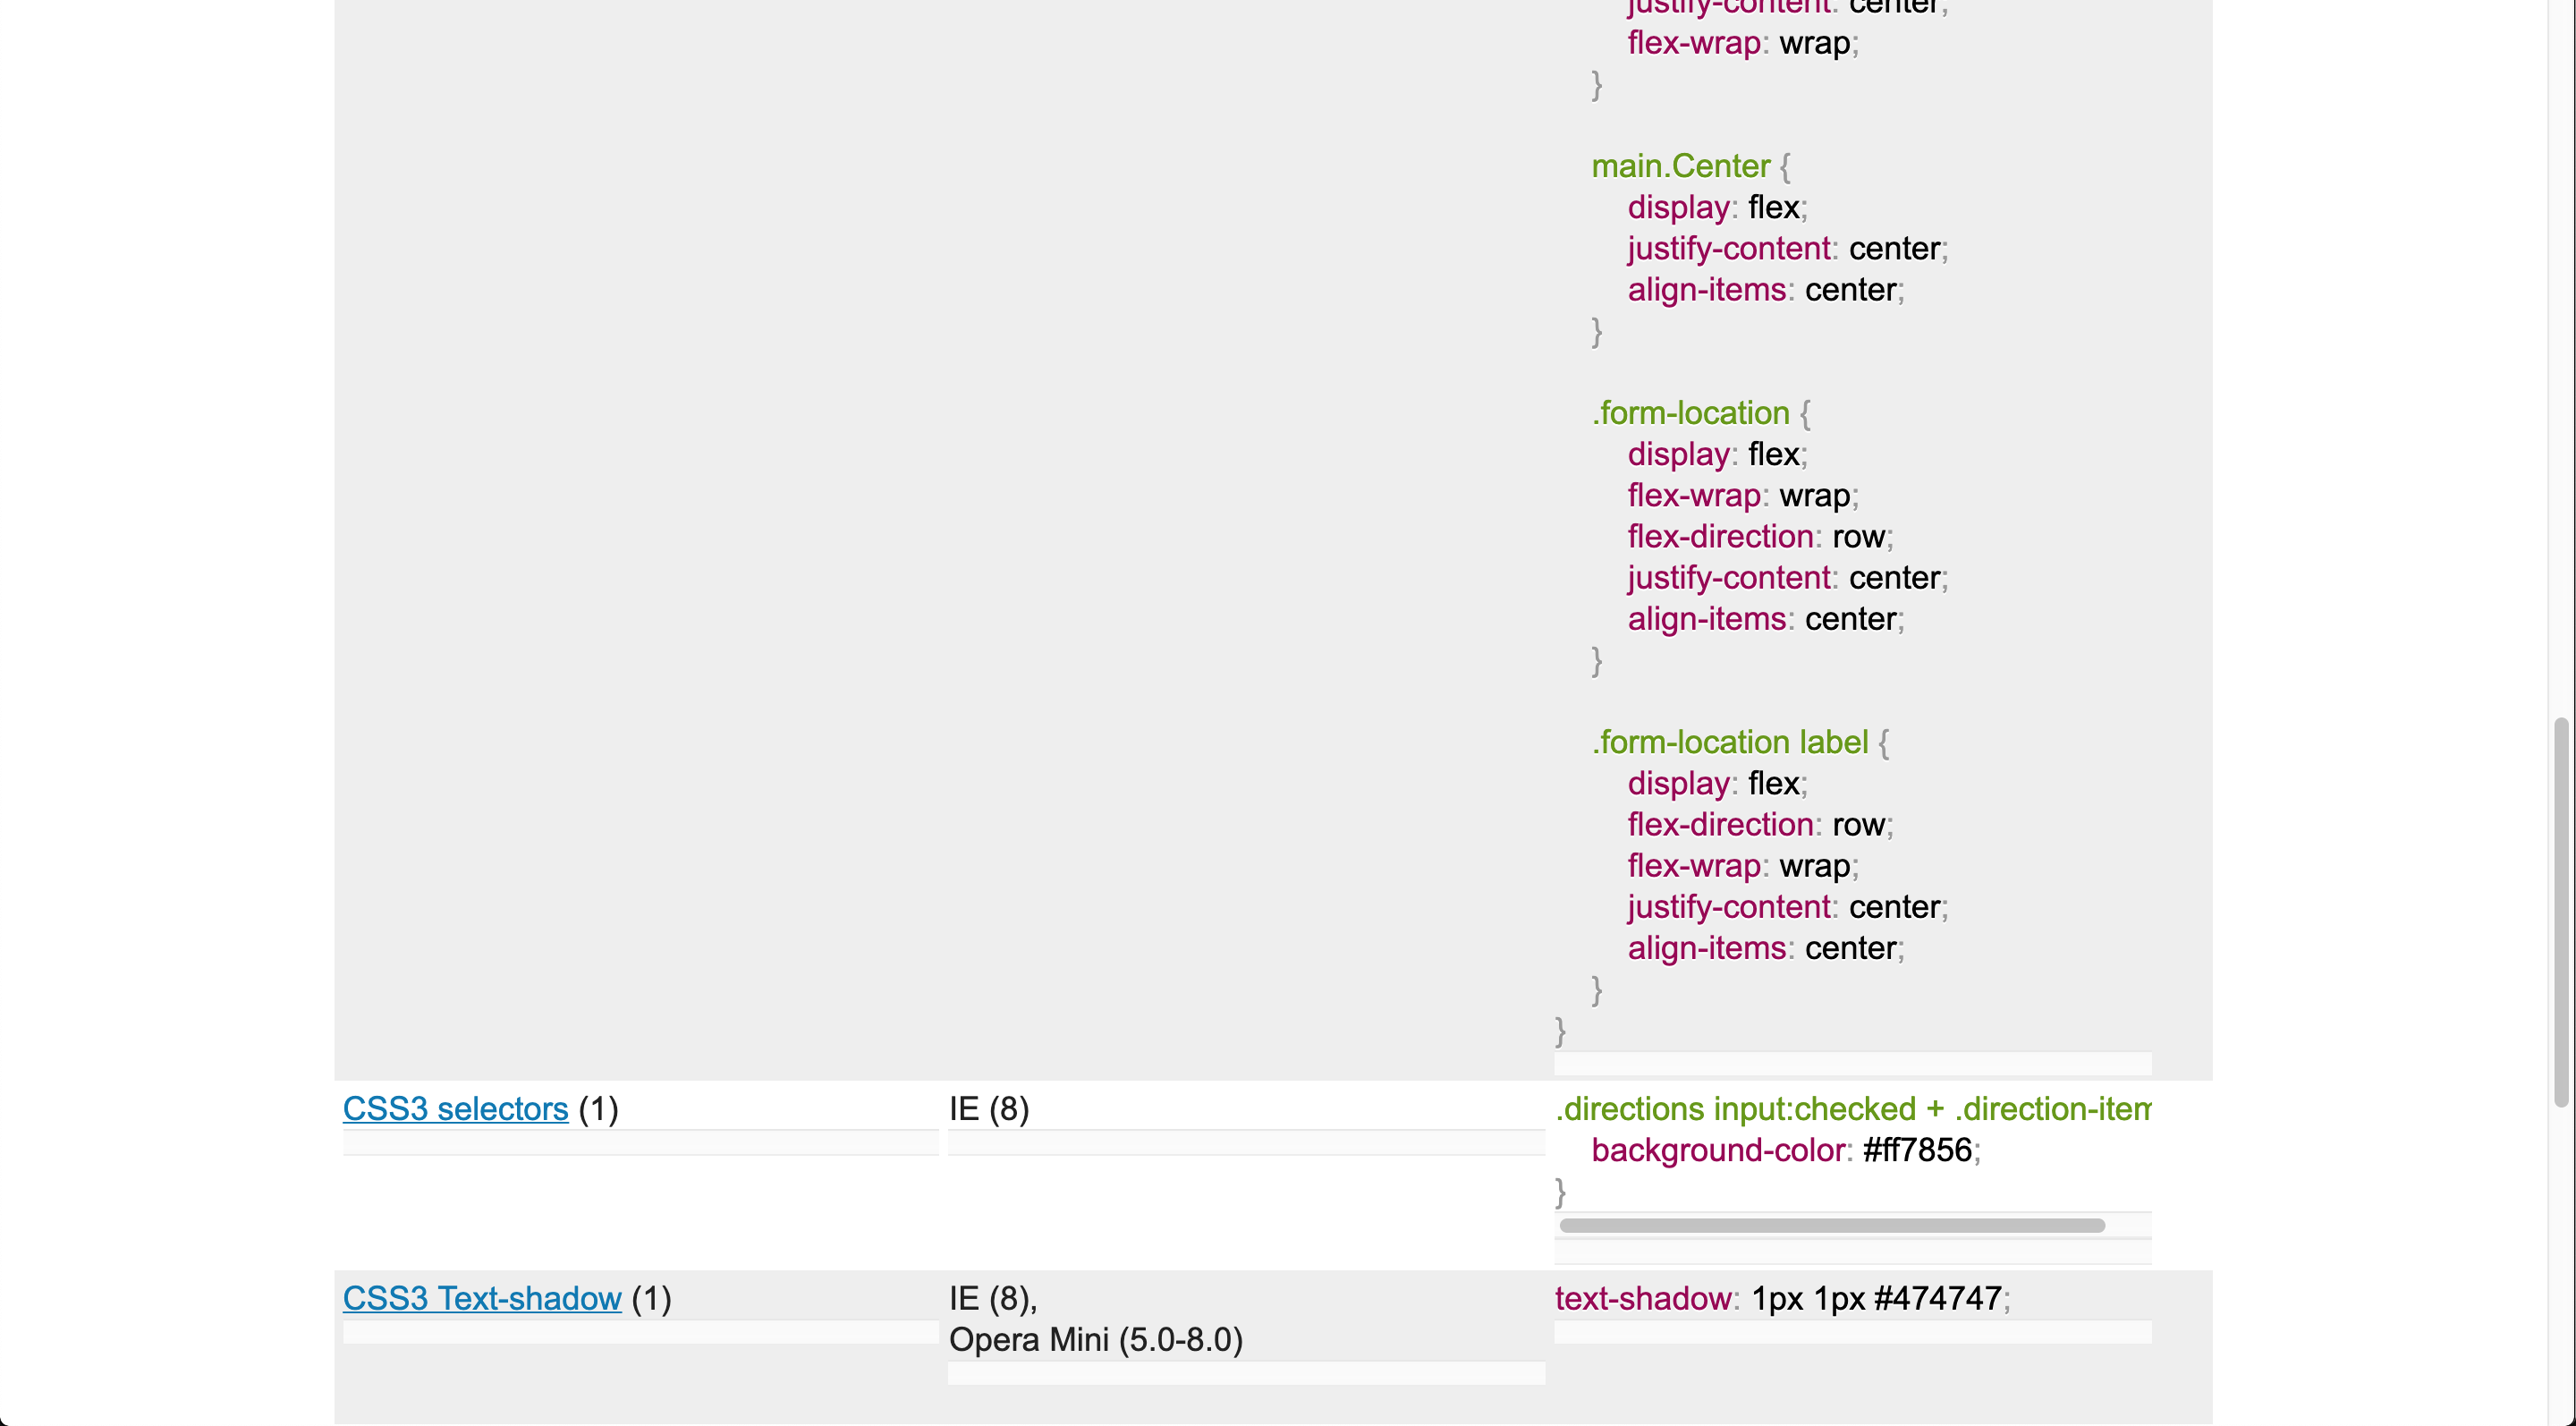 justify-content: center;
flex-wrap: wrap;
}
main.Center {
display: flex;
justify-content: center;
align-items: center;
}
.form-location {
display: flex;
flex-wrap: wrap;
flex-direction: row;
justify-content: center;
align-items: center;
}
.form-location label {
display: flex;
flex-direction: row;
flex-wrap: wrap;
justify-content: center;
align-items: center;
}
}
CSS3 selectors (1)
IE (8)
.directions input:checked + .direction-item
background-color: #ff7856;
}
CSS3 Text-shadow (1)
IE (8),
Opera Mini (5.0-8.0)
text-shadow: 1px 1px #474747;